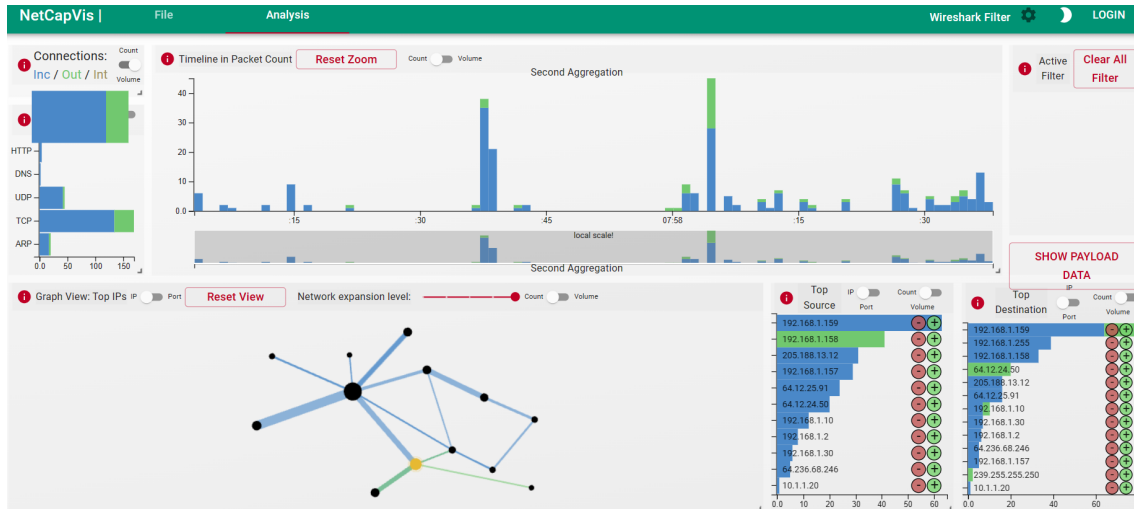 NetCapVis |
File
Analysis
Wireshark Filter
LOGIN
Connections:
Inc / Out / Int
Count
Volume
HTTP
DNS
UDP
TCP
ARP
0.0 50 100 150
Timeline in Packet Count
Reset Zoom
Count Volume
Second Aggregation
40
30
20
10
0.0
:15 :30 :45 07:58 :15 :30
local scale!
Second Aggregation
Active
Filter
Clear All
Filter
SHOW PAYLOAD
DATA
Graph View: Top IPs
IP Port
Reset View
Network expansion level:
Count Volume
Top
Source
IP
Port
Count
Volume
192.168.1.159
192.168.1.158
205.188.13.12
192.168.1.157
64.12.25.91
64.12.24.50
192.168.1.10
192.168.1.2
192.168.1.30
64.236.68.246
10.1.1.20
0.0 10 20 30 40 50 60
Top
Destination
IP
Port
Count
Volume
192.168.1.159
192.168.1.255
192.168.1.158
64.12.24.50
205.188.13.12
64.12.25.91
192.168.1.10
192.168.1.30
192.168.1.2
64.236.68.246
192.168.1.157
239.255.255.250
10.1.1.20
0.0 20 40 60